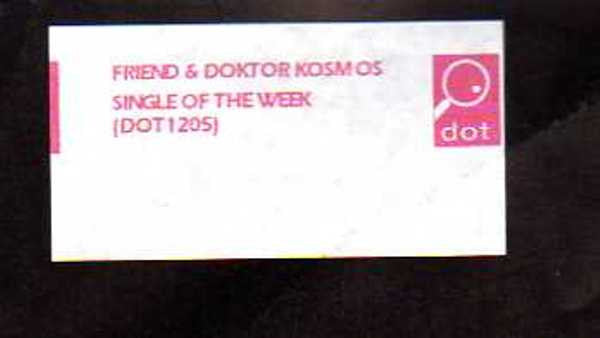 FRIEND & DOKTOR KOSMOS
SINGLE OF THE WEEK
(DOT1205)
dot